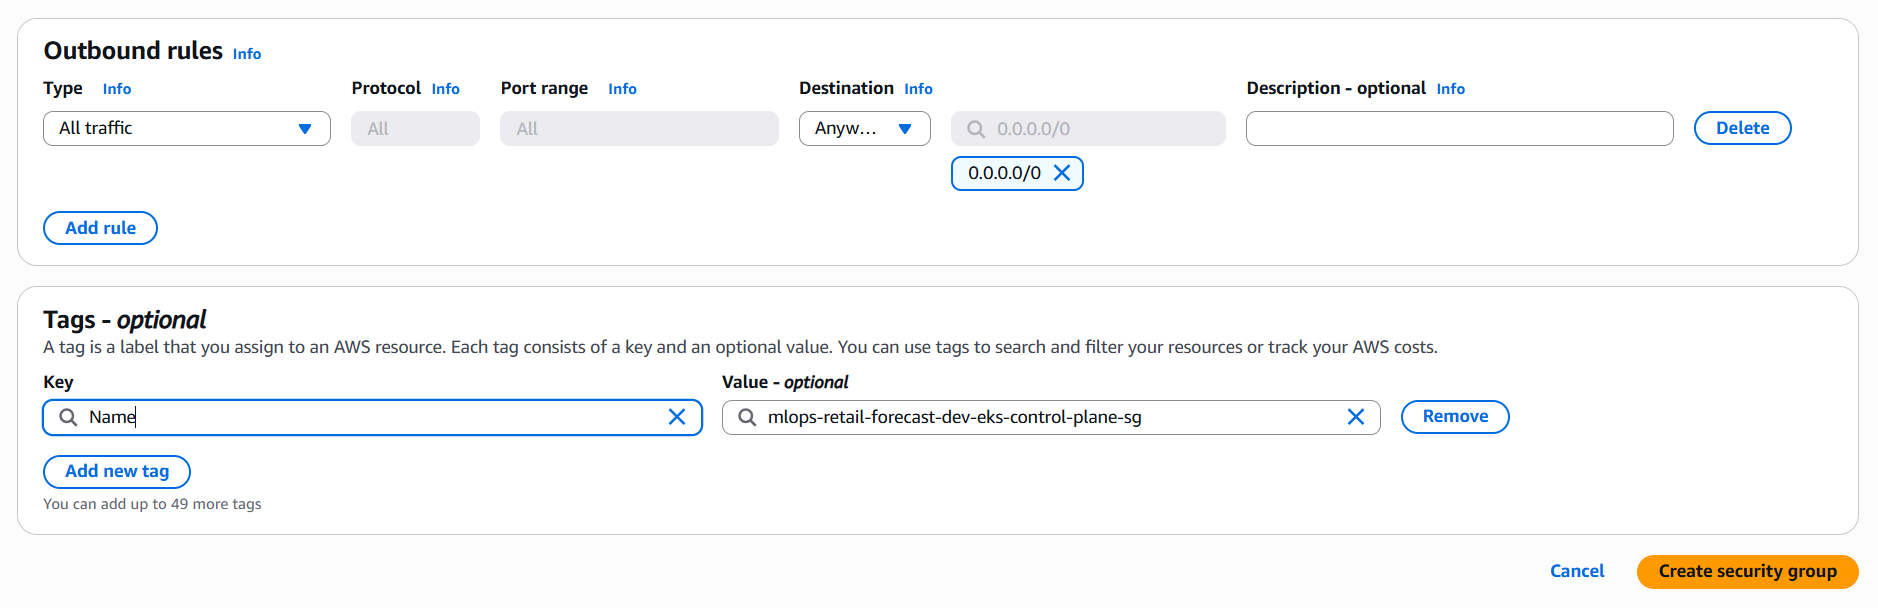 Outbound rules Info
Type Info Protocol Info Port range Info Destination Info Description - optional Info
All traffic All All Anyw... 0.0.0.0/0 Delete
0.0.0.0/0
Add rule
Tags - optional
A tag is a label that you assign to an AWS resource. Each tag consists of a key and an optional value. You can use tags to search and filter your resources or track your AWS costs.
Key Value - optional
Name mlops-retail-forecast-dev-eks-control-plane-sg Remove
Add new tag
You can add up to 49 more tags
Cancel Create security group